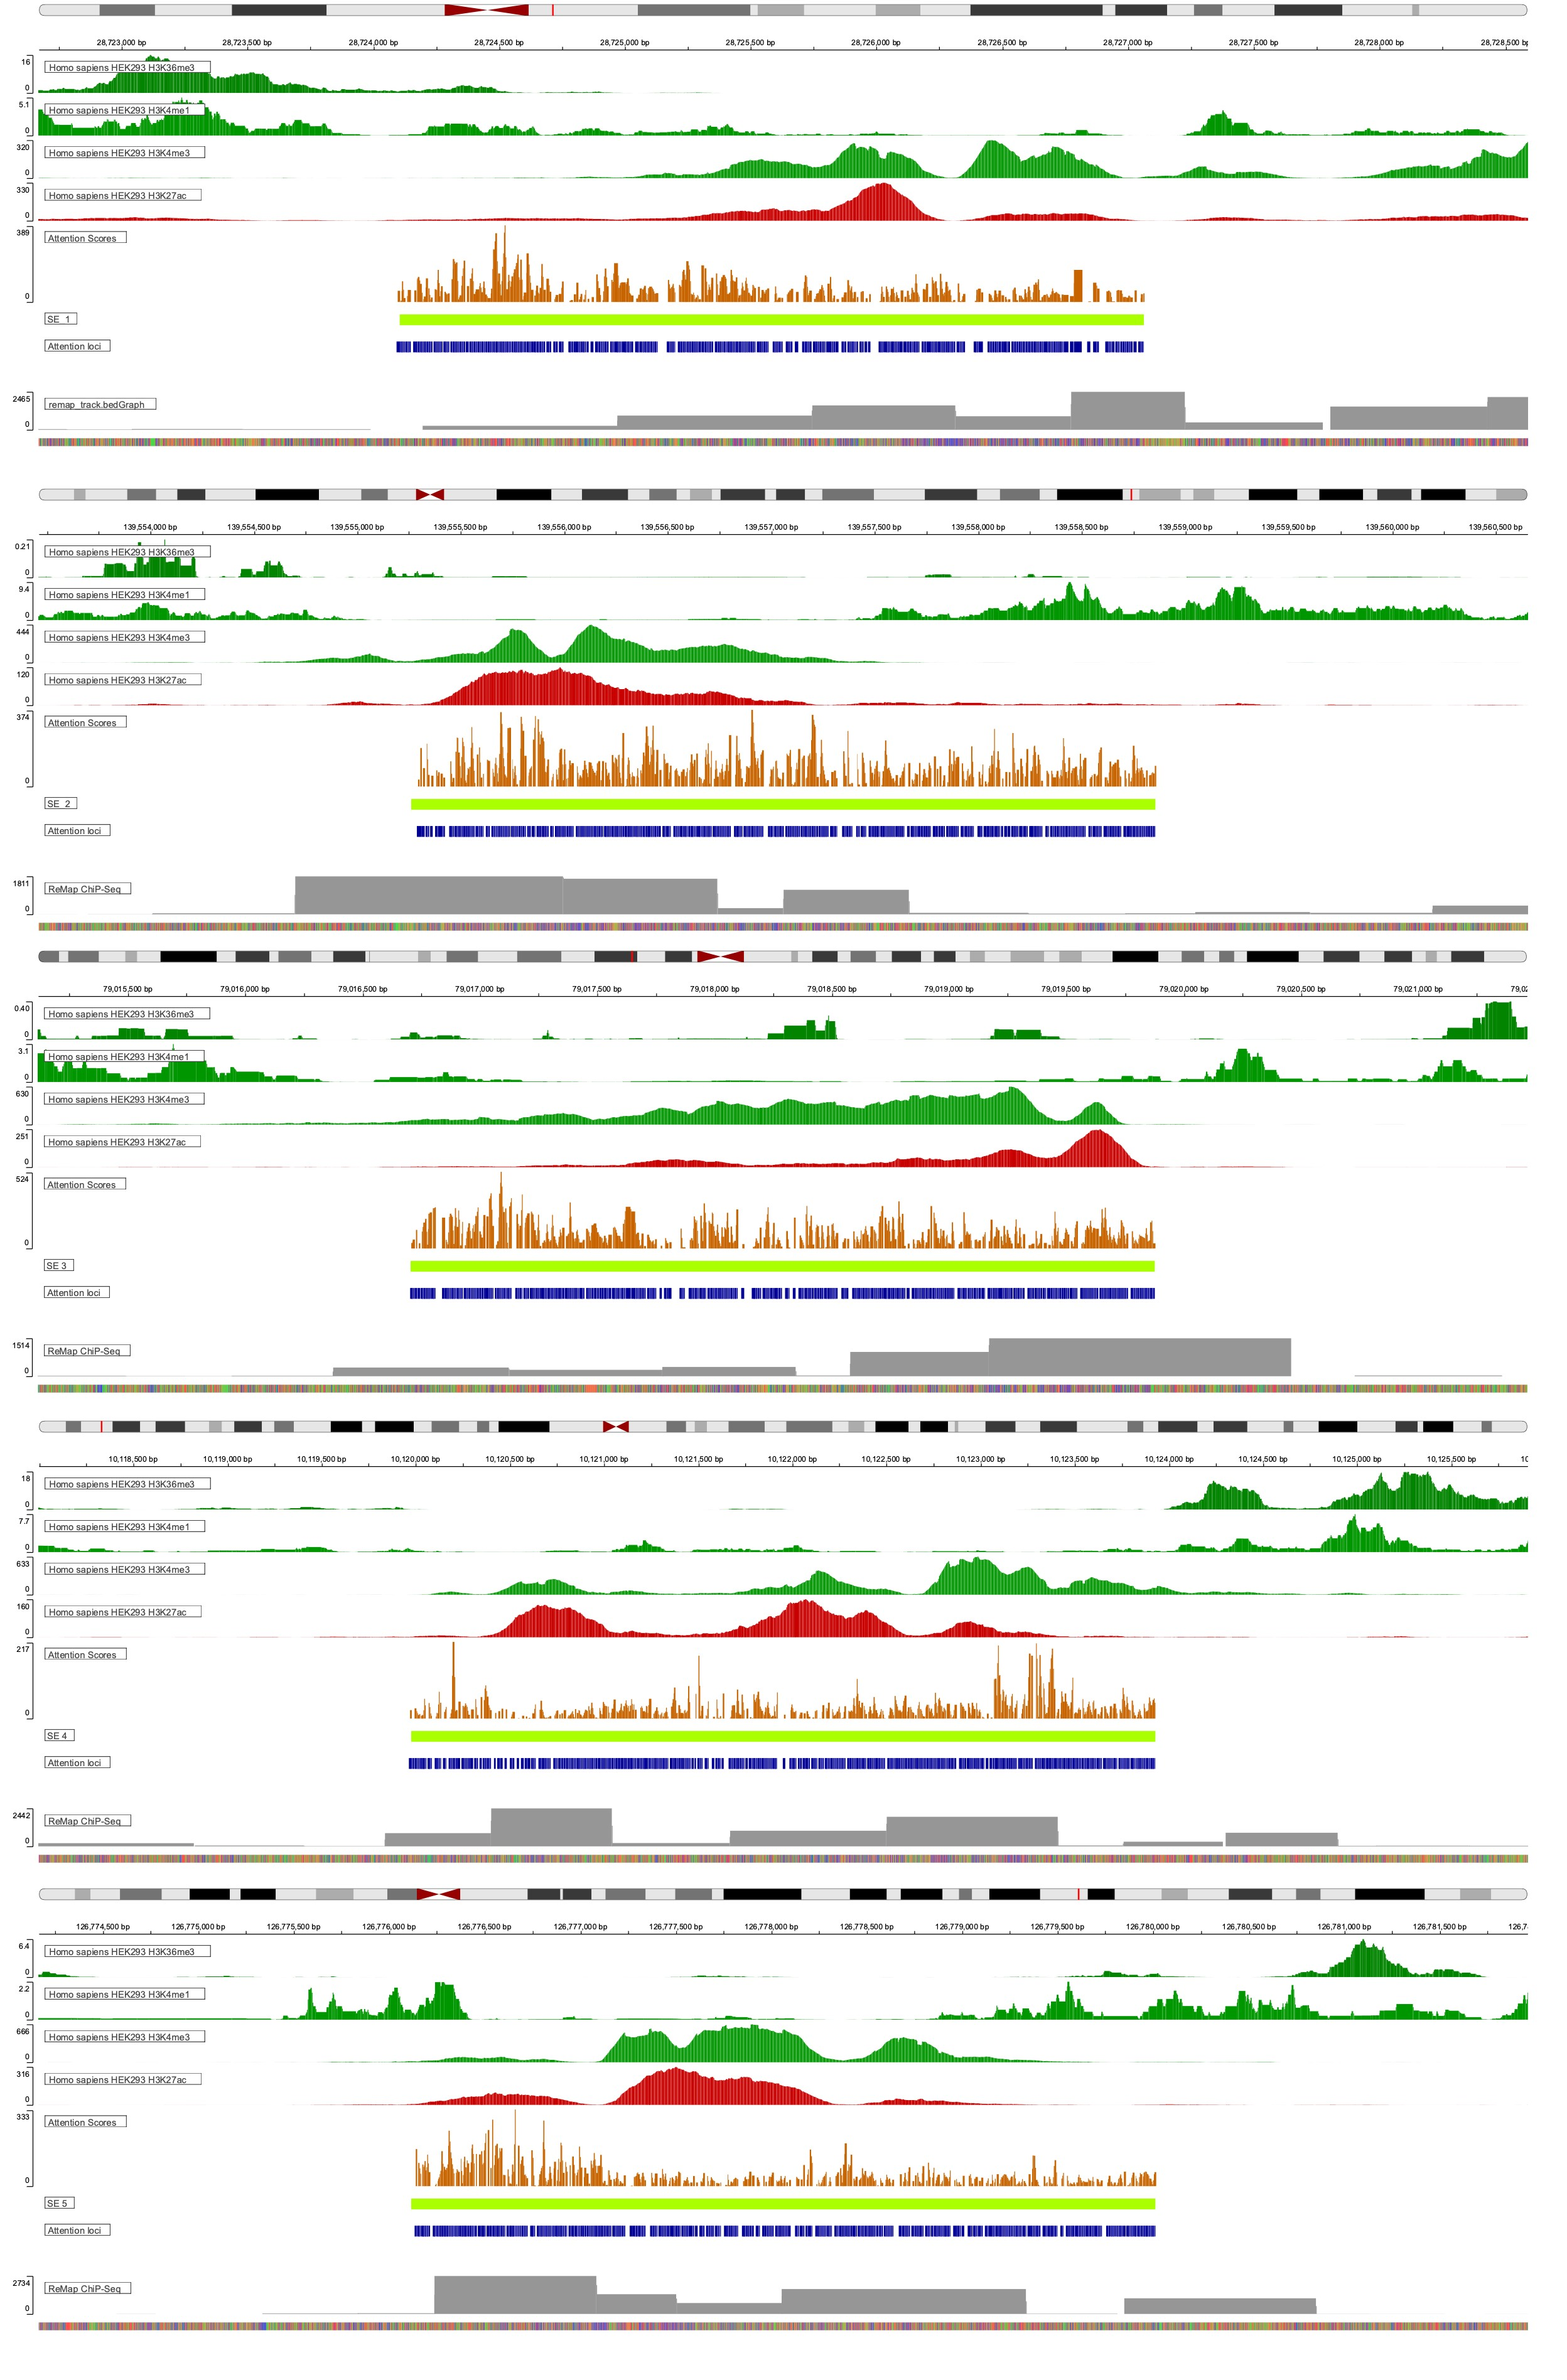 28,723,000 bp 28,723,500 bp 28,724,000 bp 28,724,500 bp 28,725,000 bp 28,725,500 bp 28,726,000 bp 28,726,500 bp 28,727,000 bp 28,727,500 bp 28,728,000 bp 28,728,500 bp
16 Homo sapiens HEK293 H3K36me3
0
5.1 Homo sapiens HEK293 H3K4me1
0
320 Homo sapiens HEK293 H3K4me3
0
330 Homo sapiens HEK293 H3K27ac
0
389 Attention Scores
0
SE_1
Attention loci
2465 remap_track.bedGraph
0
139,554,000 bp 139,554,500 bp 139,555,000 bp 139,555,500 bp 139,556,000 bp 139,556,500 bp 139,557,000 bp 139,557,500 bp 139,558,000 bp 139,558,500 bp 139,559,000 bp 139,559,500 bp 139,560,000 bp 139,560,500 bp
0.21 Homo sapiens HEK293 H3K36me3
0
9.4 Homo sapiens HEK293 H3K4me1
0
444 Homo sapiens HEK293 H3K4me3
0
120 Homo sapiens HEK293 H3K27ac
0
374 Attention Scores
0
SE_2
Attention loci
1811 ReMap ChiP-Seq
0
79,015,500 bp 79,016,000 bp 79,016,500 bp 79,017,000 bp 79,017,500 bp 79,018,000 bp 79,018,500 bp 79,019,000 bp 79,019,500 bp 79,020,000 bp 79,020,500 bp 79,021,000 bp 79,02
0.40 Homo sapiens HEK293 H3K36me3
0
3.1 Homo sapiens HEK293 H3K4me1
0
630 Homo sapiens HEK293 H3K4me3
0
251 Homo sapiens HEK293 H3K27ac
0
524 Attention Scores
0
SE 3
Attention loci
1514 ReMap ChiP-Seq
0
10,118,500 bp 10,119,000 bp 10,119,500 bp 10,120,000 bp 10,120,500 bp 10,121,000 bp 10,121,500 bp 10,122,000 bp 10,122,500 bp 10,123,000 bp 10,123,500 bp 10,124,000 bp 10,124,500 bp 10,125,000 bp 10,125,500 bp 10
18 Homo sapiens HEK293 H3K36me3
0
7.7 Homo sapiens HEK293 H3K4me1
0
633 Homo sapiens HEK293 H3K4me3
0
160 Homo sapiens HEK293 H3K27ac
0
217 Attention Scores
0
SE 4
Attention loci
2442 ReMap ChiP-Seq
0
126,774,500 bp 126,775,000 bp 126,775,500 bp 126,776,000 bp 126,776,500 bp 126,777,000 bp 126,777,500 bp 126,778,000 bp 126,778,500 bp 126,779,000 bp 126,779,500 bp 126,780,000 bp 126,780,500 bp 126,781,000 bp 126,781,500 bp 126,7
6.4 Homo sapiens HEK293 H3K36me3
0
2.2 Homo sapiens HEK293 H3K4me1
0
666 Homo sapiens HEK293 H3K4me3
0
316 Homo sapiens HEK293 H3K27ac
0
333 Attention Scores
0
SE 5
Attention loci
2734 ReMap ChiP-Seq
0